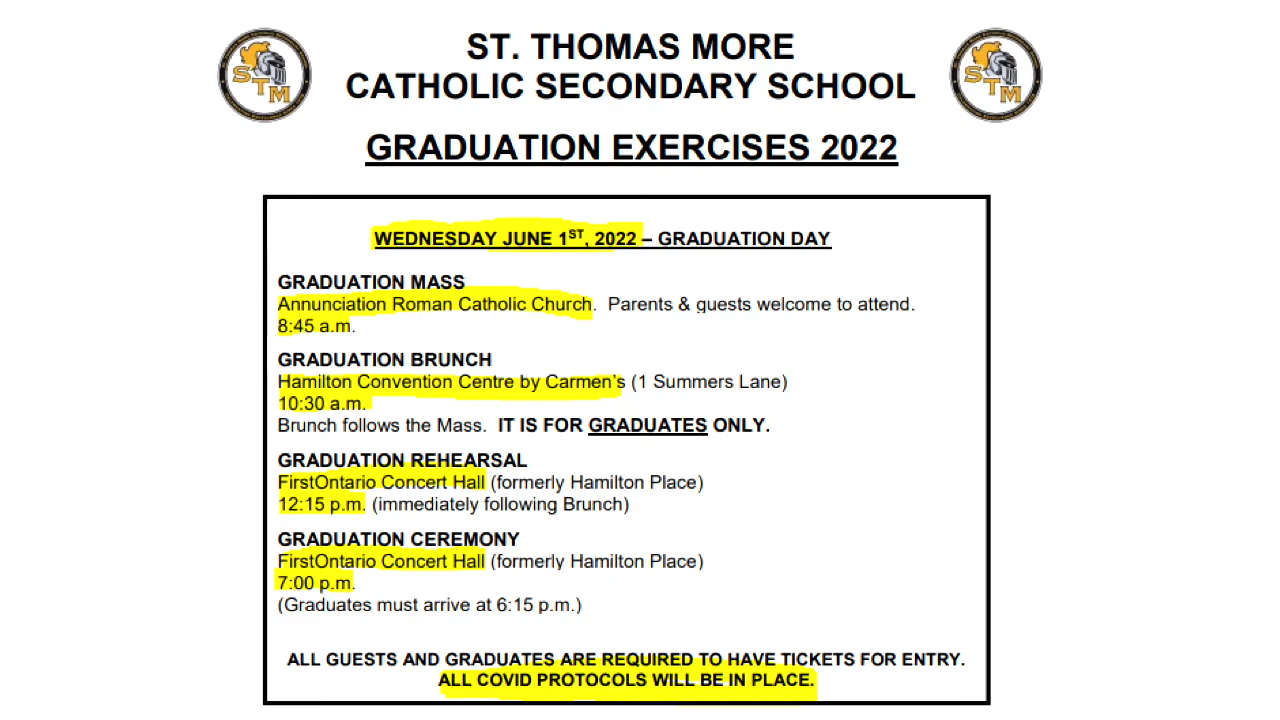 ST. THOMAS MORE
CATHOLIC SECONDARY SCHOOL
GRADUATION EXERCISES 2022
STM
STM
WEDNESDAY JUNE 1ST, 2022 – GRADUATION DAY
GRADUATION MASS
Annunciation Roman Catholic Church.  Parents & guests welcome to attend.
8:45 a.m.
GRADUATION BRUNCH
Hamilton Convention Centre by Carmen's (1 Summers Lane)
10:30 a.m.
Brunch follows the Mass.  IT IS FOR GRADUATES ONLY.
GRADUATION REHEARSAL
FirstOntario Concert Hall (formerly Hamilton Place)
12:15 p.m. (immediately following Brunch)
GRADUATION CEREMONY
FirstOntario Concert Hall (formerly Hamilton Place)
7:00 p.m.
(Graduates must arrive at 6:15 p.m.)
ALL GUESTS AND GRADUATES ARE REQUIRED TO HAVE TICKETS FOR ENTRY.
ALL COVID PROTOCOLS WILL BE IN PLACE.